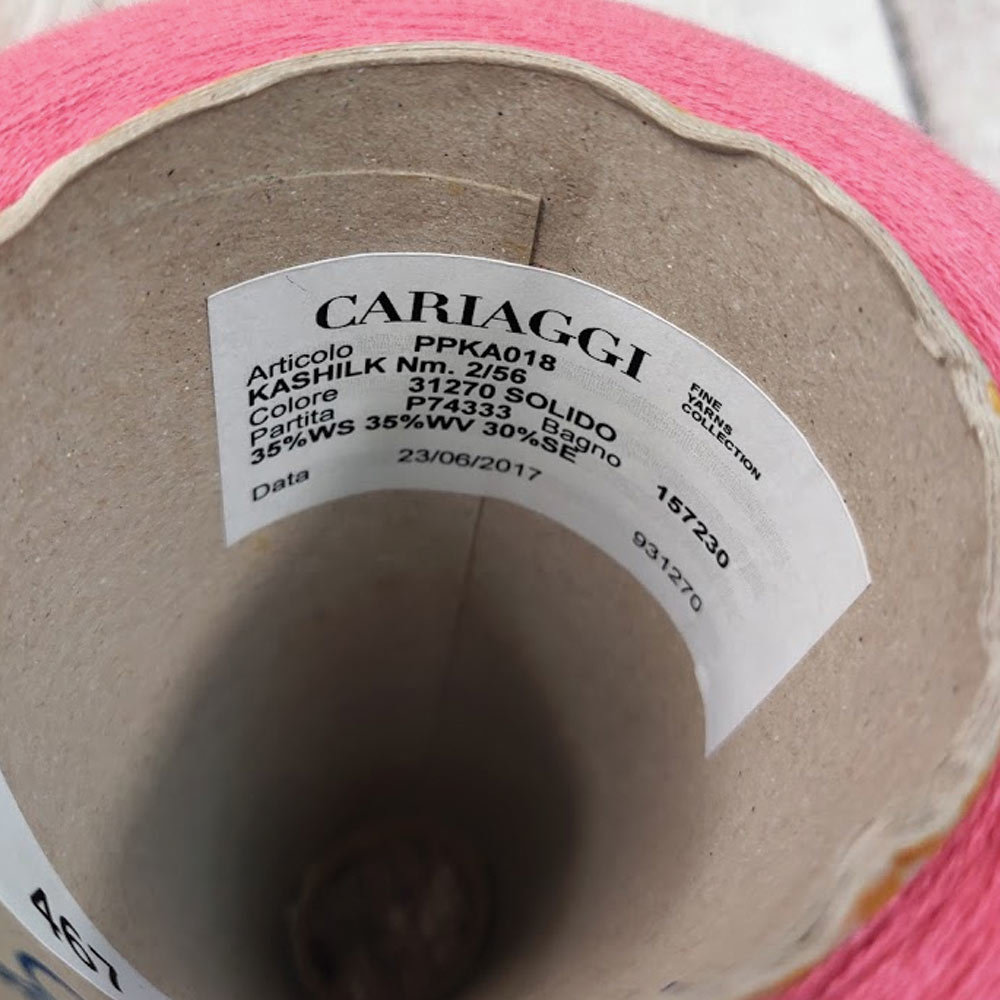 CARIAGGI
FINE
YARNS
COLLECTION
Articolo PPKA018
KASHILK Nm. 2/56
Colore 31270 SOLIDO
Partita P74333 Bagno 157230
35%WS 35%WV 30%SE
Data 23/06/2017 931270
467